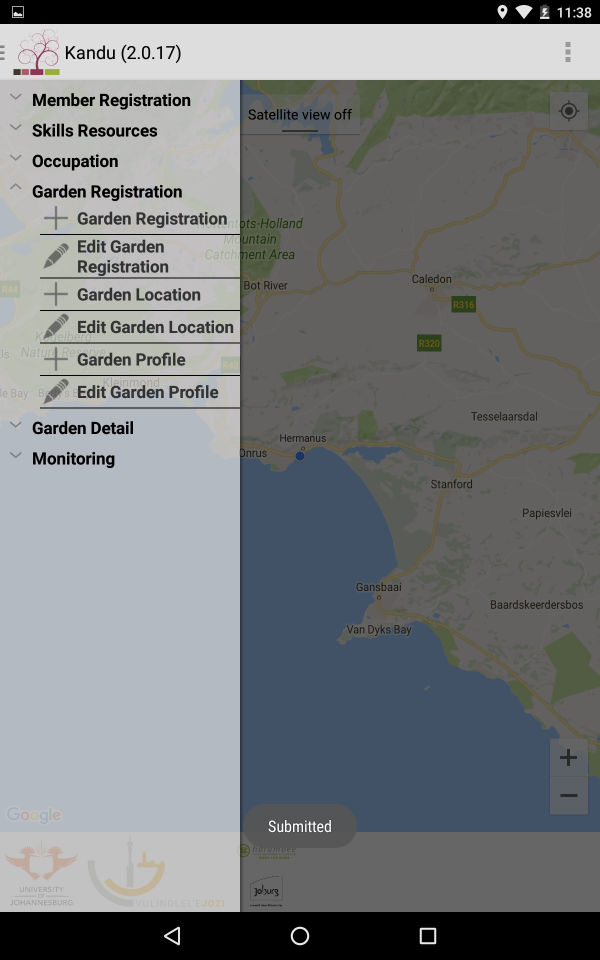 11:38
Kandu (2.0.17)
Member Registration
Satellite view off
Skills Resources
Occupation
Garden Registration
Garden Registration
Hottentots-Holland
Mountain
Catchment Area
Edit Garden
Registration
Bot River
Caledon
R44
Garden Location
R316
Edit Garden Location
R320
Kogelberg
Nature Reserve
Garden Profile
R43
Kleinmond
Edit Garden Profile
Tesselaarsdal
Garden Detail
Hermanus
Onrus
Monitoring
Stanford
Papiesvlei
Gansbaai
Baardskeerdersbos
Van Dyks Bay
Google
Submitted
UNIVERSITY
OF
JOHANNESBURG
VULINDLEL'EJOZI
joburg